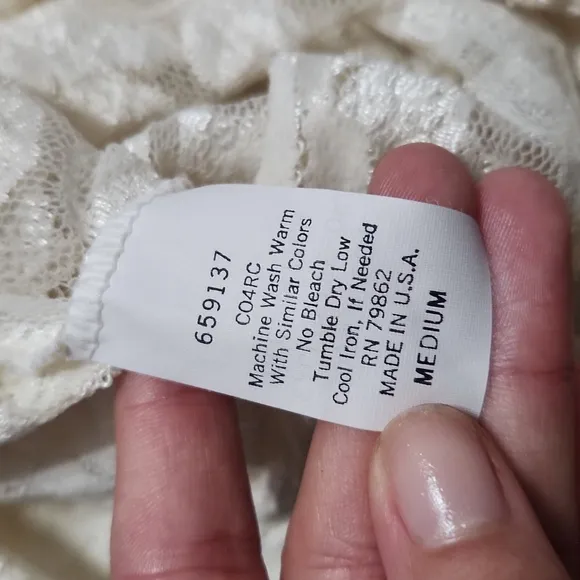 659137
C04RC
Machine Wash Warm
With Similar Colors
No Bleach
Tumble Dry Low
Cool Iron, If Needed
RN 79862
MADE IN U.S.A.
MEDIUM